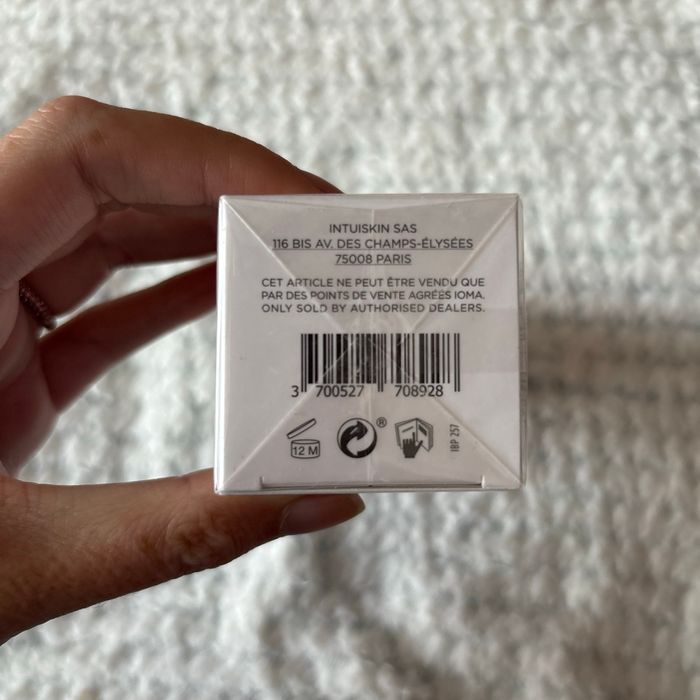 INTUISKIN SAS
116 BIS AV. DES CHAMPS-ÉLYSÉES
75008 PARIS
CET ARTICLE NE PEUT ÊTRE VENDU QUE
PAR DES POINTS DE VENTE AGRÉÉS IOMA.
ONLY SOLD BY AUTHORISED DEALERS.
3 700527 708928
12 M
®
IBP 257